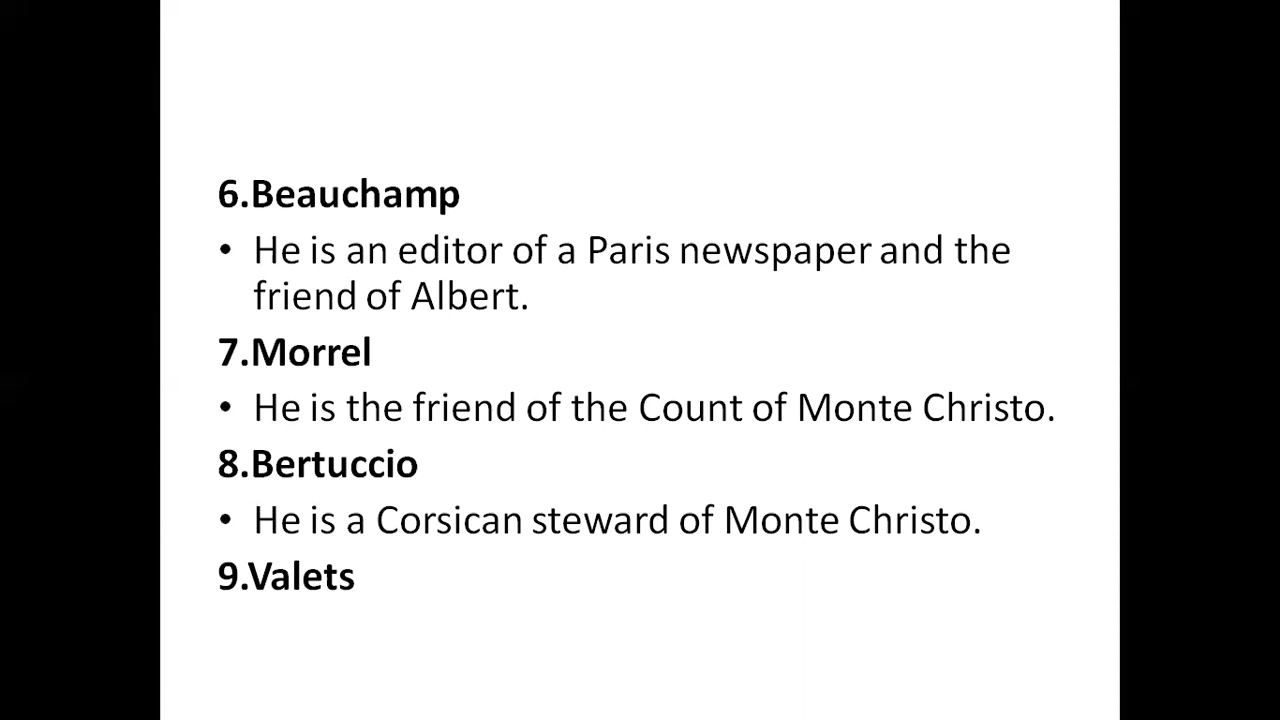 6.Beauchamp
• He is an editor of a Paris newspaper and the
friend of Albert.
7.Morrel
• He is the friend of the Count of Monte Christo.
8.Bertuccio
• He is a Corsican steward of Monte Christo.
9.Valets